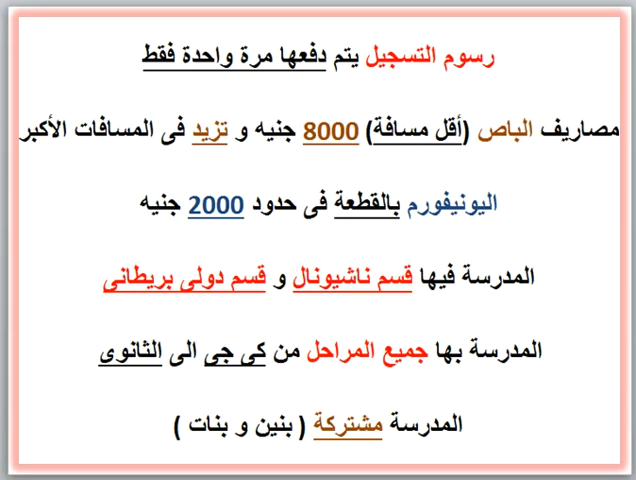 رسوم التسجيل يتم دفعها مرة واحدة فقط
مصاريف الباص (أقل مسافة) 8000 جنيه و تزيد فى المسافات الأكبر
اليونيفورم بالقطعة فى حدود 2000 جنيه
المدرسة فيها قسم ناشيونال و قسم دولى بريطانى
المدرسة بها جميع المراحل من كى جى الى الثانوى
المدرسة مشتركة ( بنين و بنات )